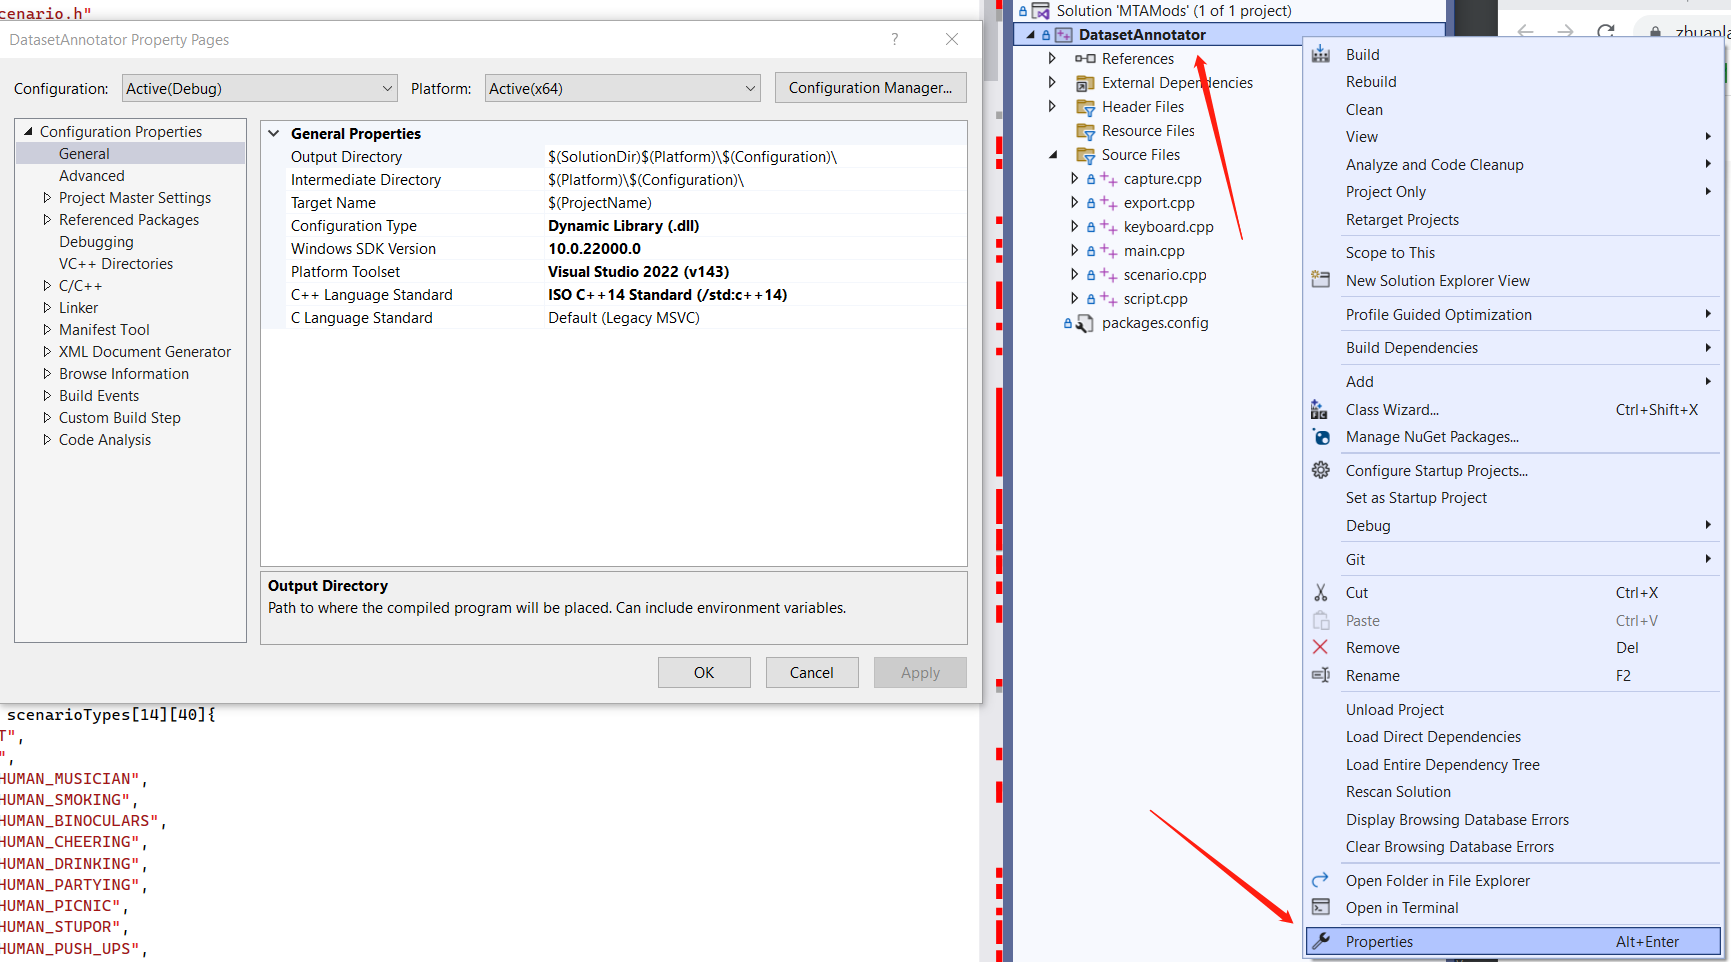 cenario.h"
DatasetAnnotator Property Pages
?
Configuration: Active(Debug) Platform: Active(x64) Configuration Manager...
Configuration Properties
General
Advanced
Project Master Settings
Referenced Packages
Debugging
VC++ Directories
C/C++
Linker
Manifest Tool
XML Document Generator
Browse Information
Build Events
Custom Build Step
Code Analysis
General Properties
Output Directory $(SolutionDir)$(Platform)\$(Configuration)\
Intermediate Directory $(Platform)\$(Configuration)\
Target Name $(ProjectName)
Configuration Type Dynamic Library (.dll)
Windows SDK Version 10.0.22000.0
Platform Toolset Visual Studio 2022 (v143)
C++ Language Standard ISO C++14 Standard (/std:c++14)
C Language Standard Default (Legacy MSVC)
Output Directory
Path to where the compiled program will be placed. Can include environment variables.
OK Cancel Apply
scenarioTypes[14][40]{
T",
",
HUMAN_MUSICIAN",
HUMAN_SMOKING",
HUMAN_BINOCULARS",
HUMAN_CHEERING",
HUMAN_DRINKING",
HUMAN_PARTYING",
HUMAN_PICNIC",
HUMAN_STUPOR",
HUMAN_PUSH_UPS",
Solution 'MTAMods' (1 of 1 project)
DatasetAnnotator
References
External Dependencies
Header Files
Resource Files
Source Files
capture.cpp
export.cpp
keyboard.cpp
main.cpp
scenario.cpp
script.cpp
packages.config
zhuanla
Build
Rebuild
Clean
View
Analyze and Code Cleanup
Project Only
Retarget Projects
Scope to This
New Solution Explorer View
Profile Guided Optimization
Build Dependencies
Add
Class Wizard... Ctrl+Shift+X
Manage NuGet Packages...
Configure Startup Projects...
Set as Startup Project
Debug
Git
Cut Ctrl+X
Paste Ctrl+V
Remove Del
Rename F2
Unload Project
Load Direct Dependencies
Load Entire Dependency Tree
Rescan Solution
Display Browsing Database Errors
Clear Browsing Database Errors
Open Folder in File Explorer
Open in Terminal
Properties Alt+Enter